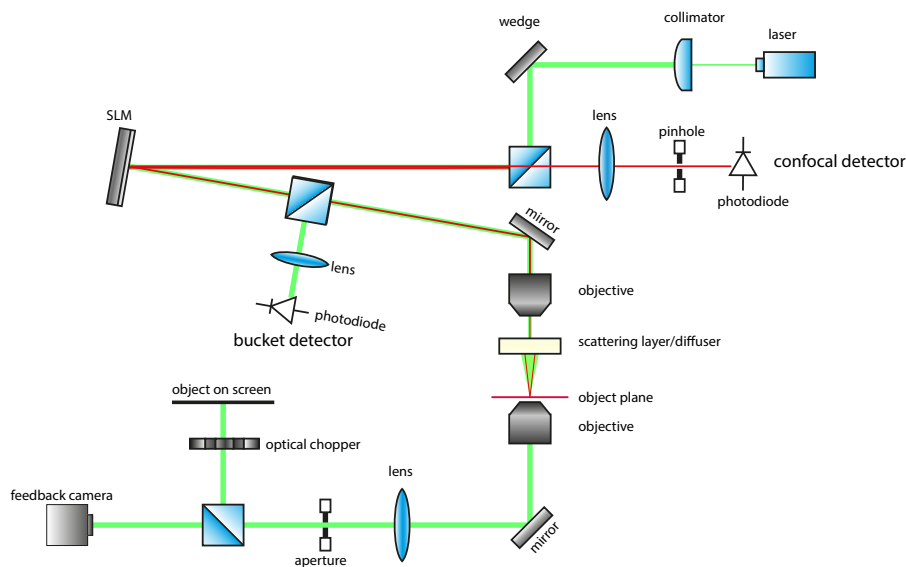 wedge
collimator
laser
SLM
lens
pinhole
confocal detector
photodiode
mirror
lens
photodiode
bucket detector
objective
scattering layer/diffuser
object plane
objective
object on screen
optical chopper
feedback camera
lens
aperture
mirror